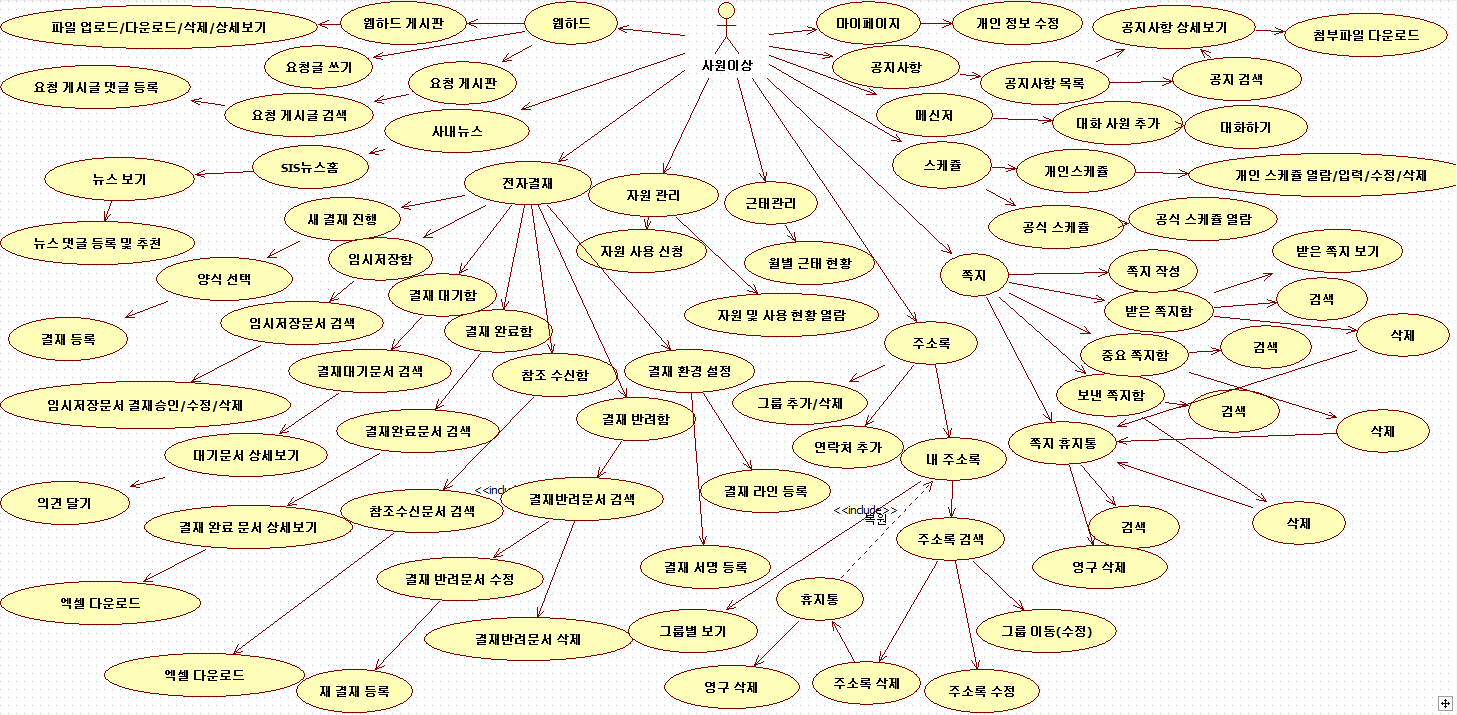 파일 업로드/다운로드/삭제/상세보기
웹하드 게시판
웹하드
마이페이지
개인 정보 수정
공지사항 상세보기
첨부파일 다운로드
요청글 쓰기
사원이상
공지사항
요청 게시글 댓글 등록
요청 게시판
공지사항 목록
공지 검색
요청 게시글 검색
메신저
대화 사원 추가
대화하기
사내뉴스
SIS뉴스홈
스케쥴
개인스케쥴
개인 스케쥴 열람/입력/수정/삭제
뉴스 보기
전자결재
자원 관리
근태관리
새 결재 진행
공식 스케쥴
공식 스케쥴 열람
뉴스 댓글 등록 및 추천
임시저장함
자원 사용 신청
월별 근태 현황
받은 쪽지 보기
양식 선택
결재 대기함
쪽지
쪽지 작성
검색
결재 등록
임시저장문서 검색
결재 완료함
자원 및 사용 현황 열람
받은 쪽지함
삭제
주소록
중요 쪽지함
검색
결재대기문서 검색
참조 수신함
결재 환경 설정
보낸 쪽지함
검색
임시저장문서 결재승인/수정/삭제
그룹 추가/삭제
결재 반려함
결재완료문서 검색
삭제
연락처 추가
쪽지 휴지통
대기문서 상세보기
내 주소록
의견 달기
<<include>>
결재반려문서 검색
결재 라인 등록
참조수신문서 검색
<<include>>
복원
결재 완료 문서 상세보기
검색
삭제
주소록 검색
결재 서명 등록
영구 삭제
결재 반려문서 수정
엑셀 다운로드
휴지통
결재반려문서 삭제
그룹별 보기
그룹 이동(수정)
엑셀 다운로드
재 결재 등록
영구 삭제
주소록 삭제
주소록 수정